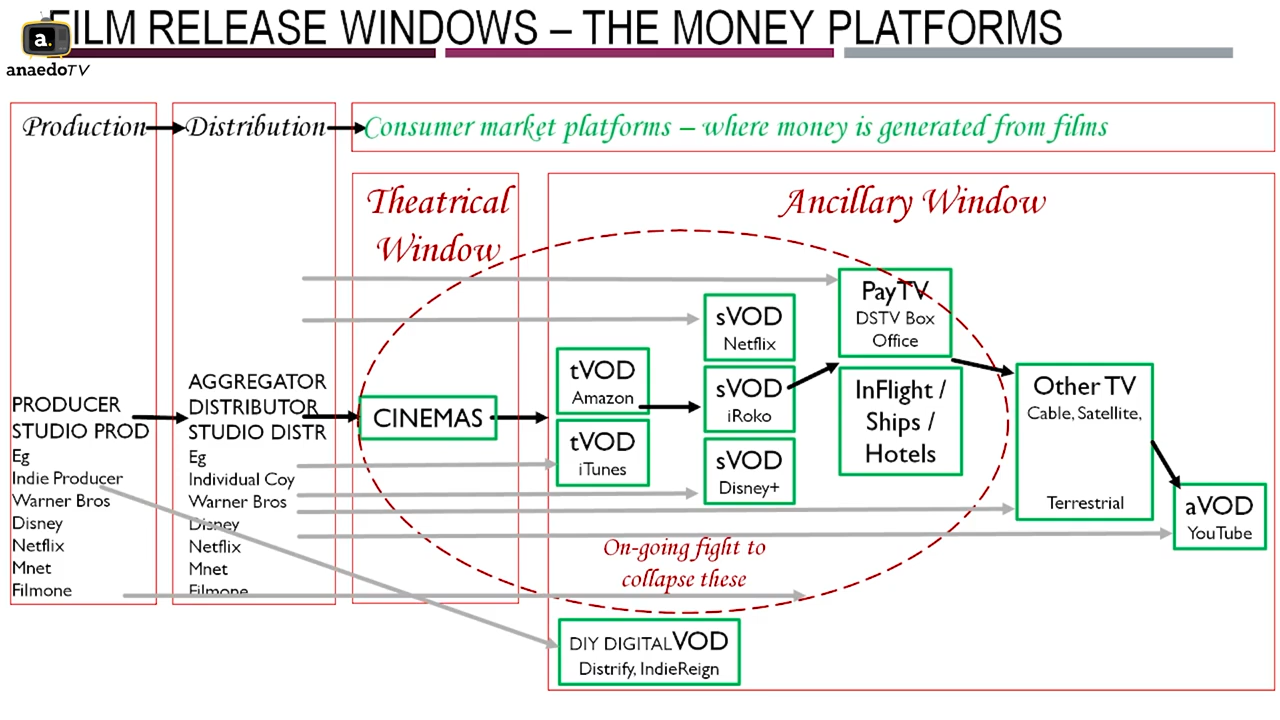 FILM RELEASE WINDOWS – THE MONEY PLATFORMS
a.
anaedoTV
Production
Distribution
Consumer market platforms – where money is generated from films
Theatrical
Window
Ancillary Window
PRODUCER
STUDIO PROD
Eg
Indie Producer
Warner Bros
Disney
Netflix
Mnet
Filmone
AGGREGATOR
DISTRIBUTOR
STUDIO DISTR
Eg
Individual Coy
Warner Bros
Disney
Netflix
Mnet
Filmone
CINEMAS
tVOD
Amazon
tVOD
iTunes
sVOD
Netflix
sVOD
iRoko
sVOD
Disney+
PayTV
DSTV Box
Office
InFlight /
Ships /
Hotels
Other TV
Cable, Satellite,
Terrestrial
aVOD
YouTube
On-going fight to
collapse these
DIY DIGITAL VOD
Distrify, IndieReign